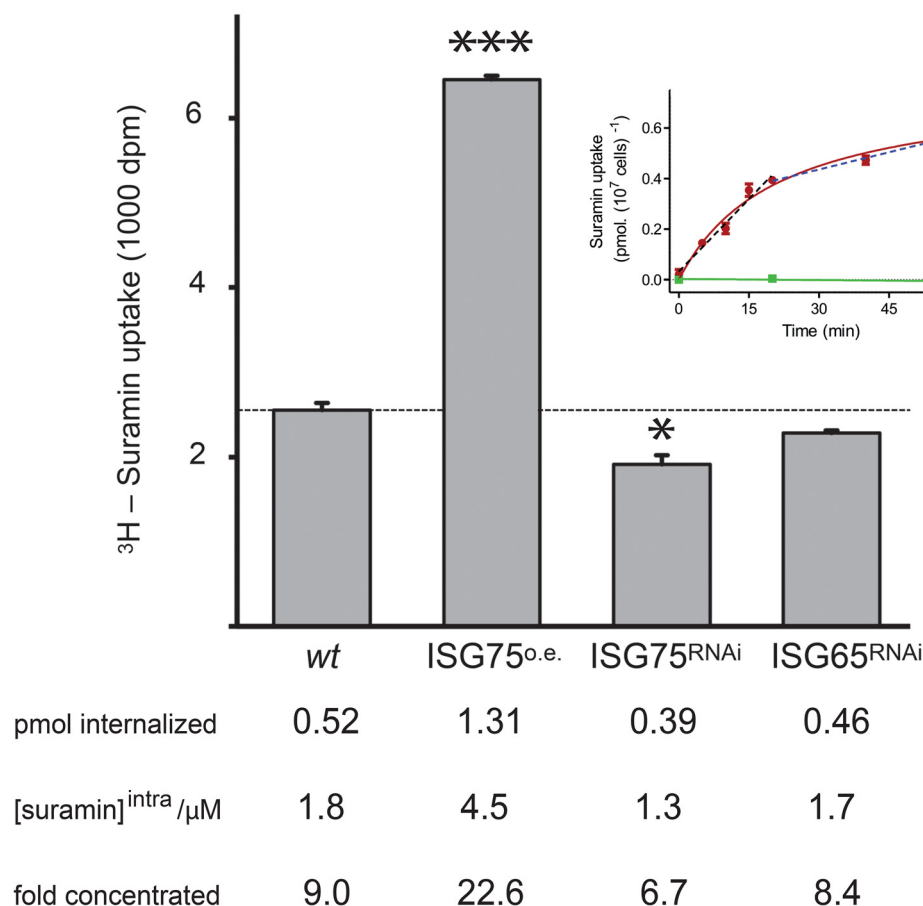 ***
6
4
2
³H – Suramin uptake (1000 dpm)
*
Suramin uptake
(pmol. (10⁷ cells) ⁻¹)
0.6
0.4
0.2
0.0
0 15 30 45
Time (min)
wt ISG75ᵒ·ᵉ· ISG75ᴿᴺᴬⁱ ISG65ᴿᴺᴬⁱ
pmol internalized 0.52 1.31 0.39 0.46
[suramin]ⁱⁿᵗʳᵃ /µM 1.8 4.5 1.3 1.7
fold concentrated 9.0 22.6 6.7 8.4